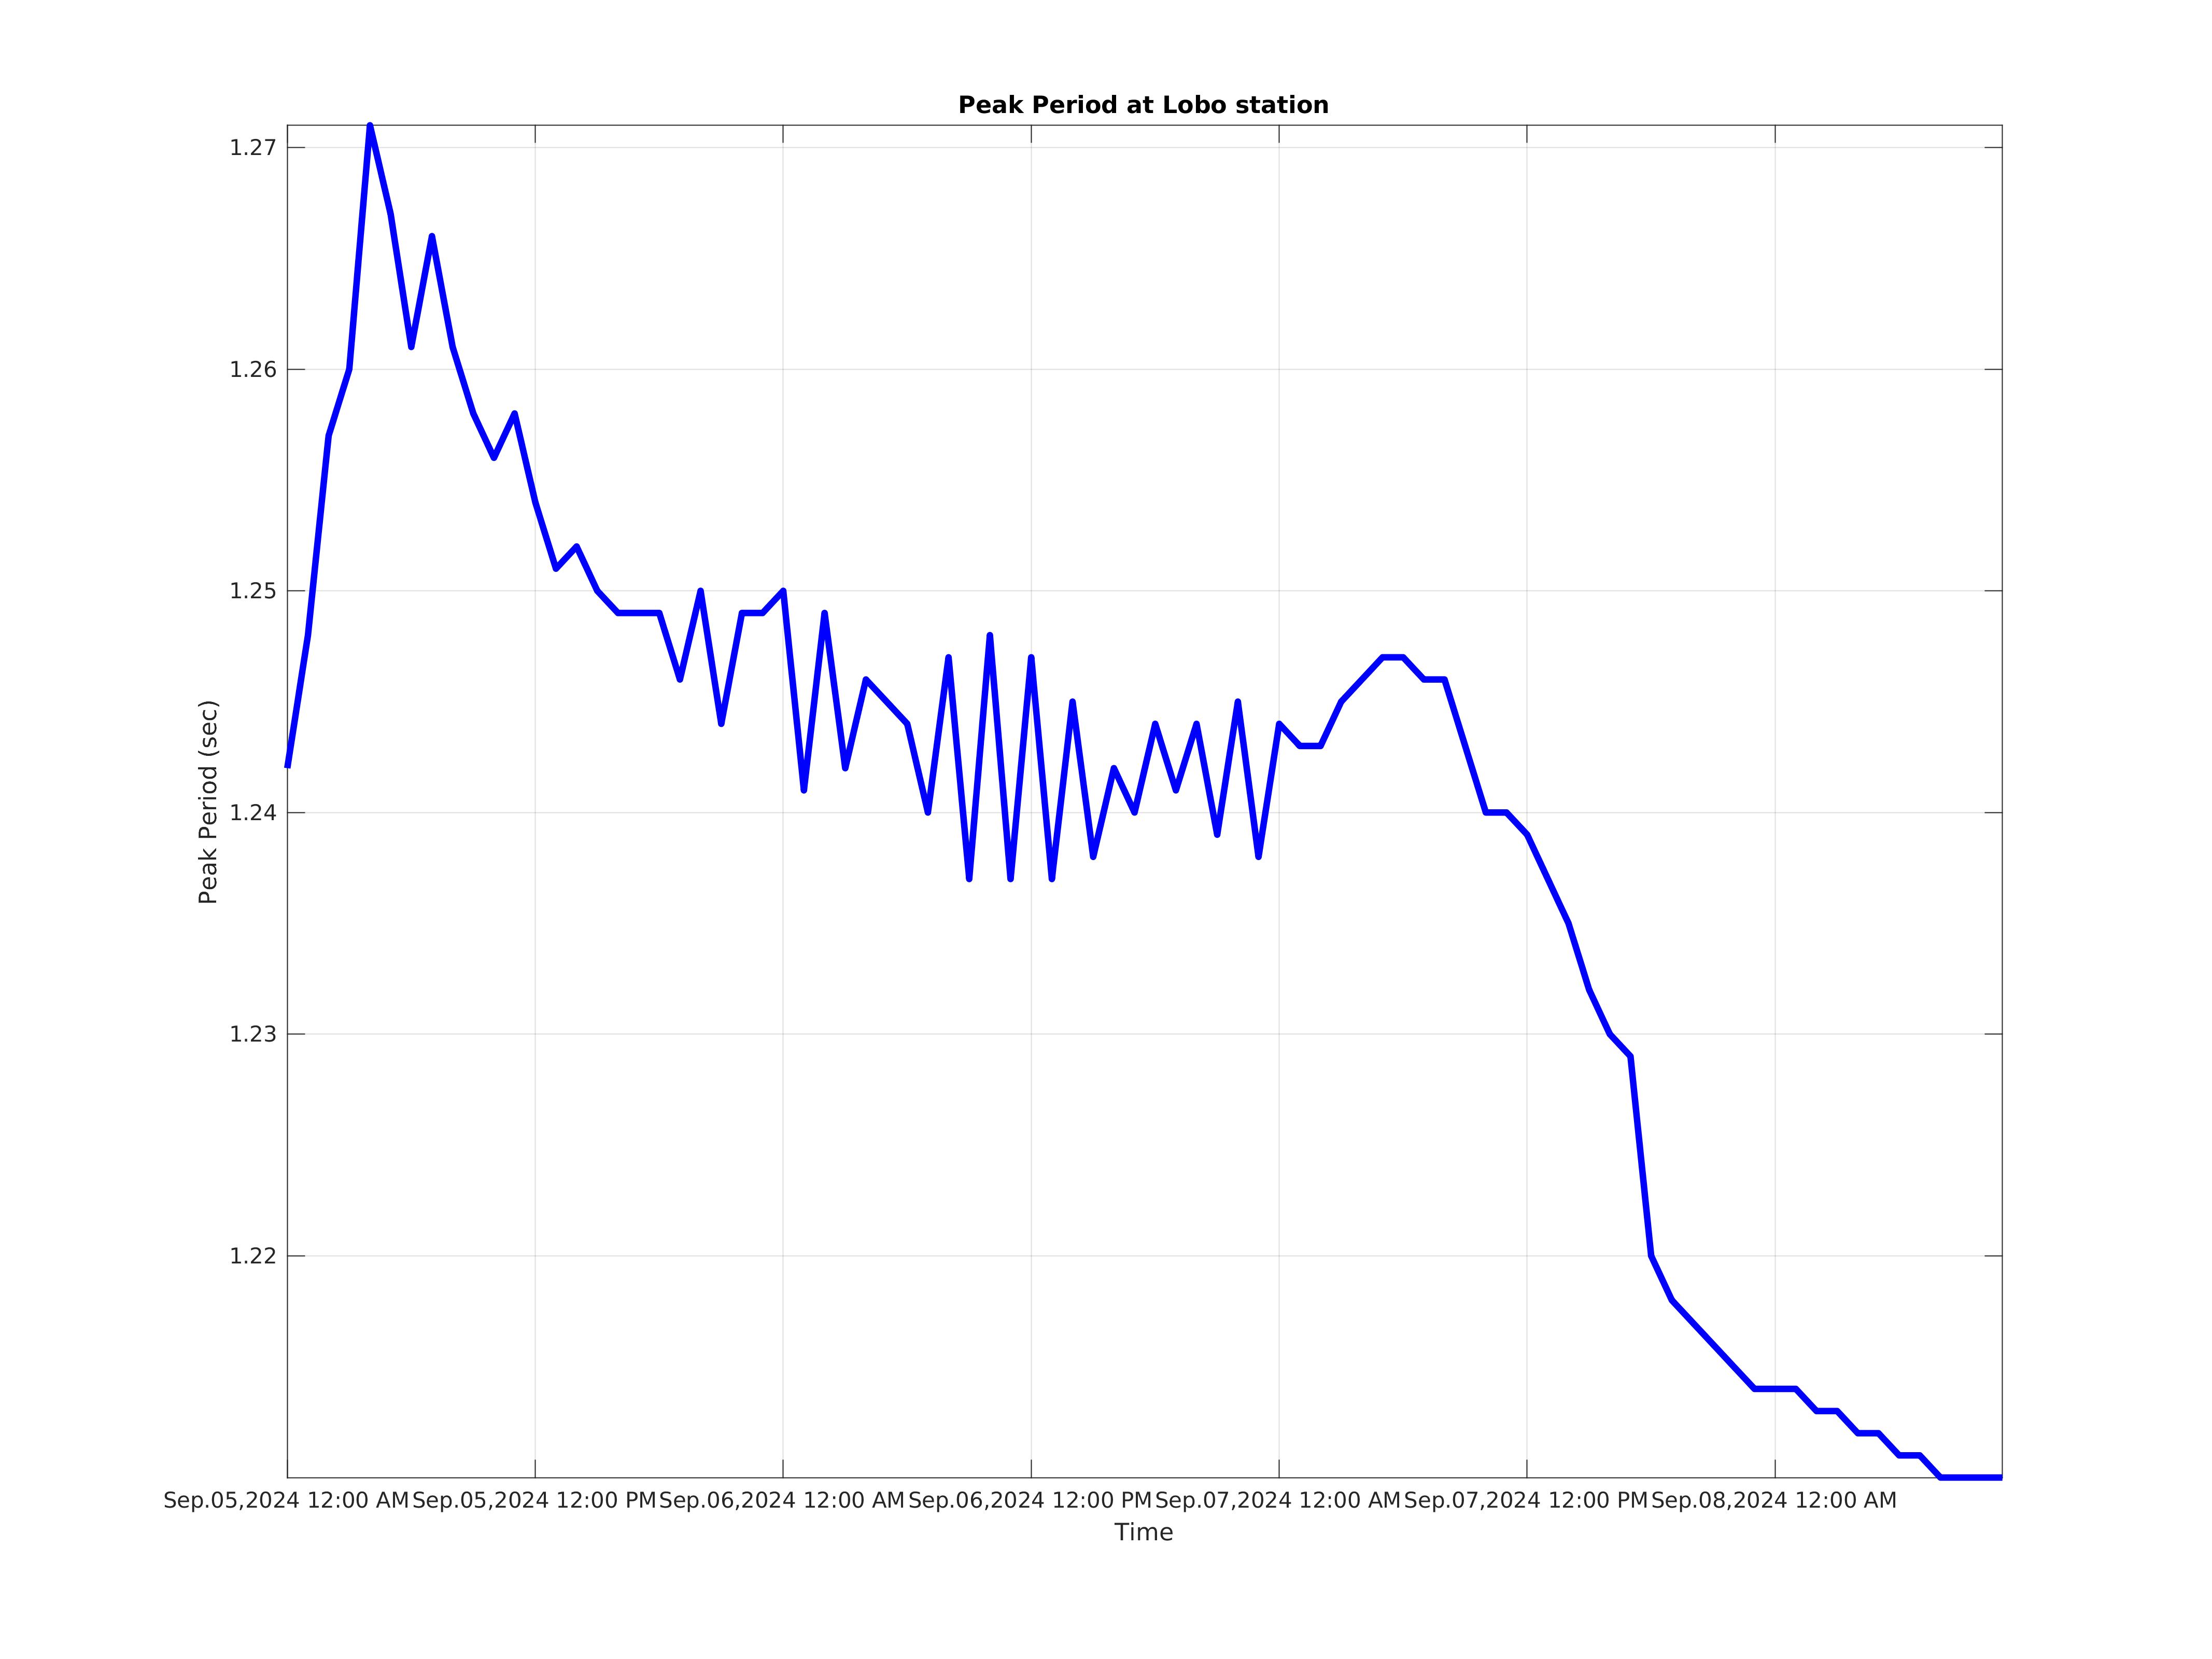 Peak Period at Lobo station
Peak Period (sec)
1.27
1.26
1.25
1.24
1.23
1.22
Sep.05,2024 12:00 AM Sep.05,2024 12:00 PM Sep.06,2024 12:00 AM Sep.06,2024 12:00 PM Sep.07,2024 12:00 AM Sep.07,2024 12:00 PM Sep.08,2024 12:00 AM
Time